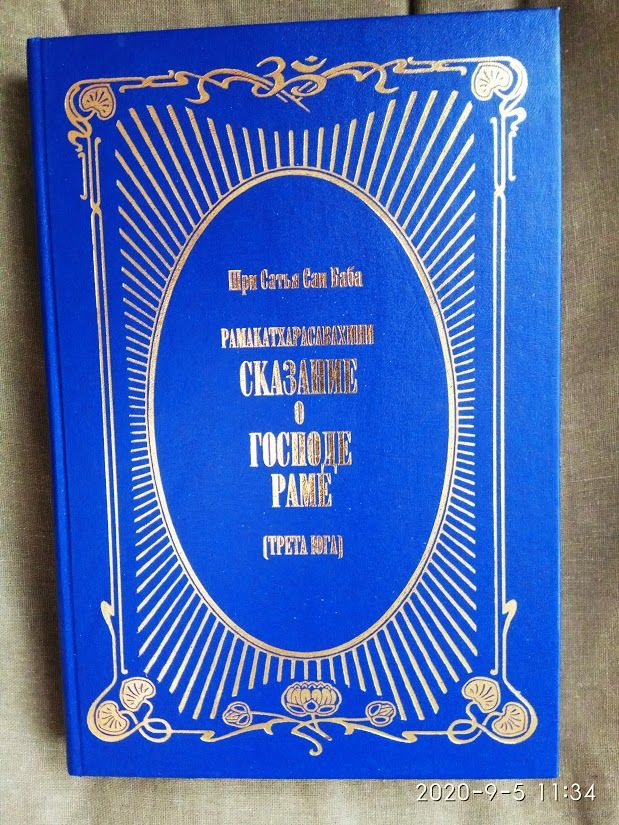 Шри Сатья Саи Баба
РАМАКАТХАРАСАВАХИНИ
СКАЗАНИЕ
О
ГОСПОДЕ
РАМЕ
(ТРЕТА ЮГА)
2020-9-5 11:34